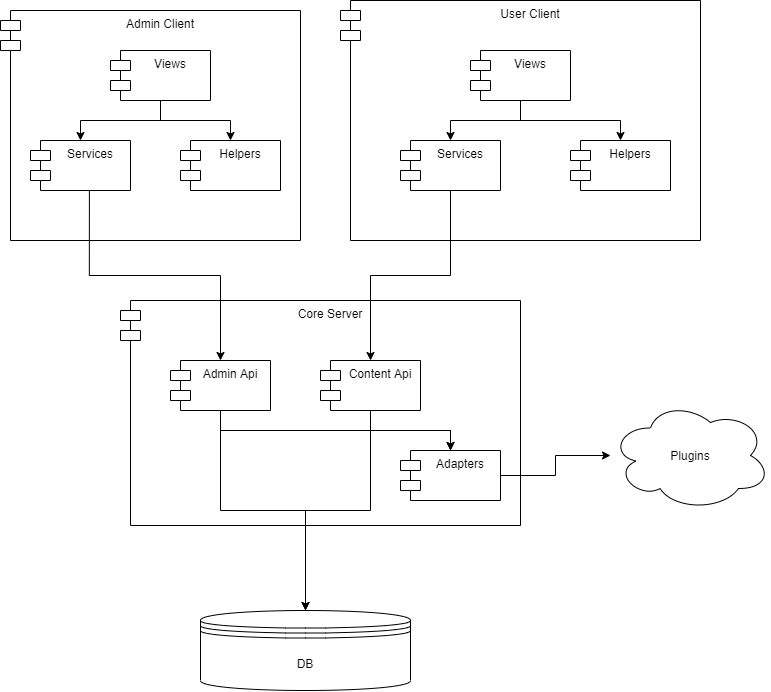 Admin Client
User Client
Views
Views
Services
Helpers
Services
Helpers
Core Server
Admin Api
Content Api
Adapters
Plugins
DB